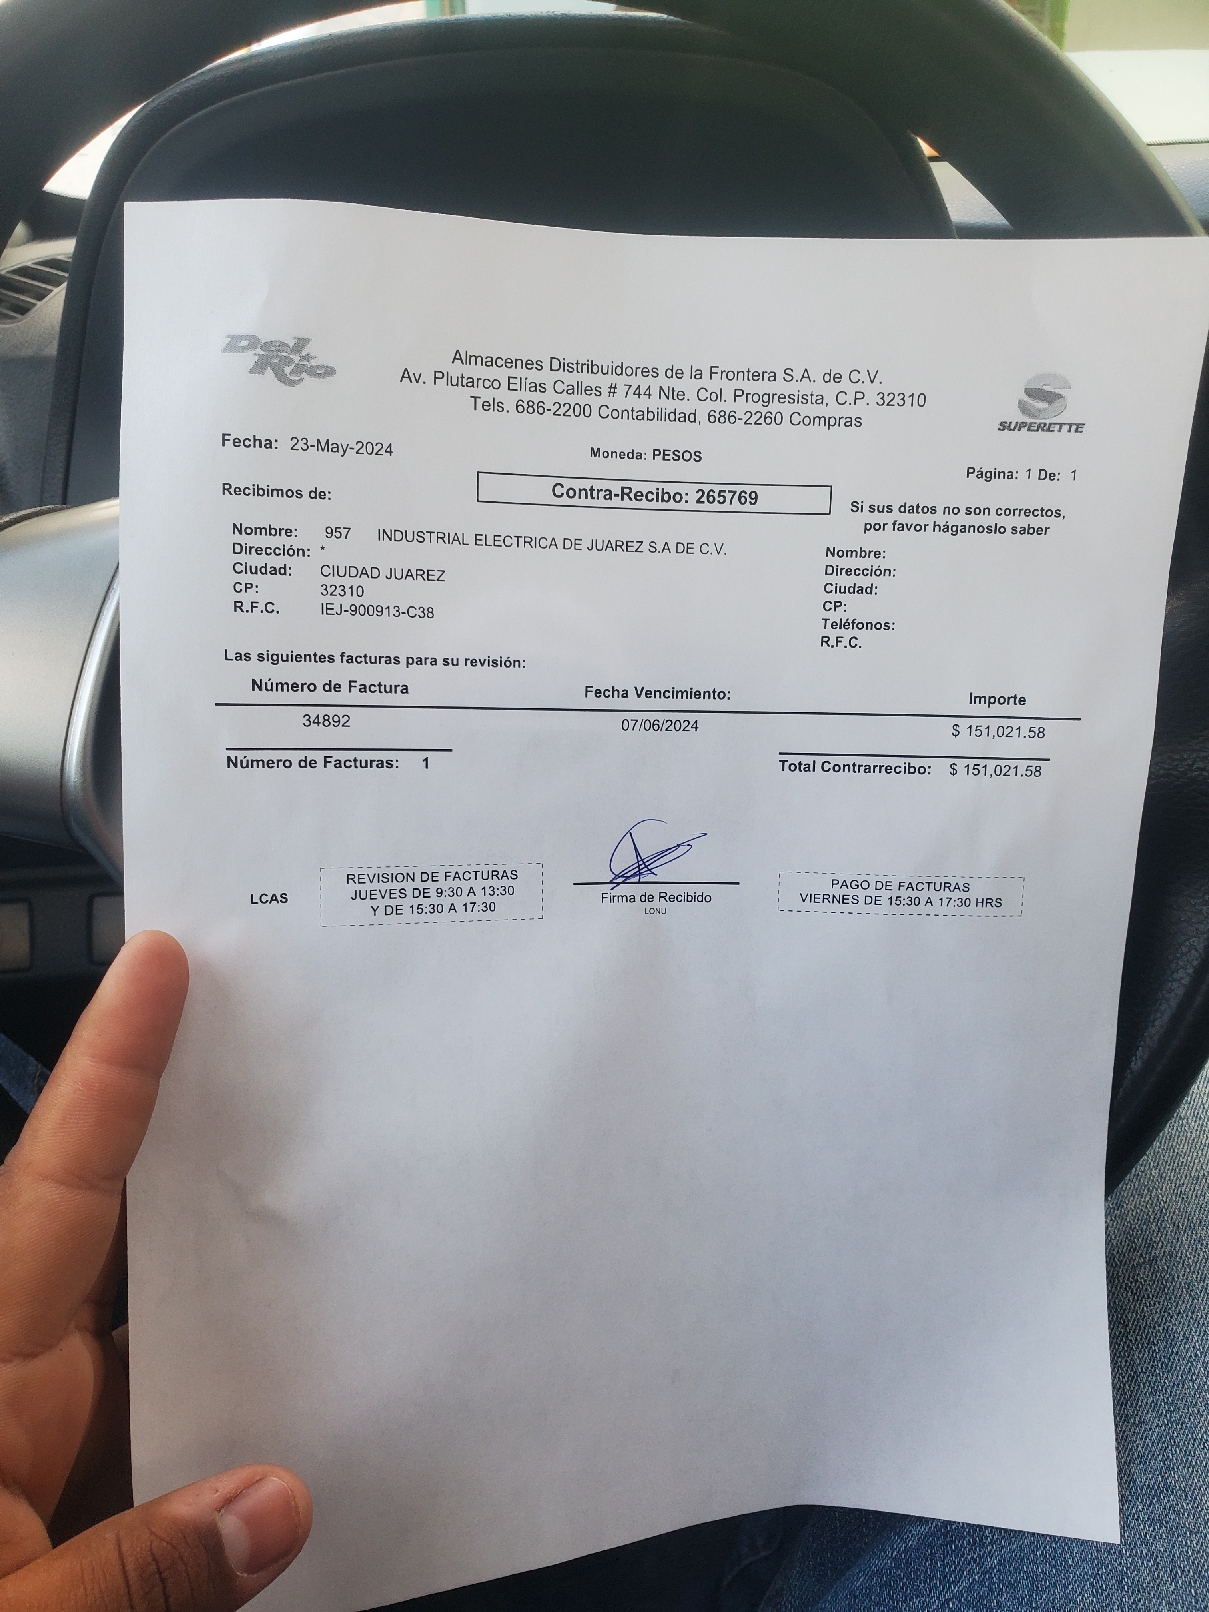 Del Rio
Almacenes Distribuidores de la Frontera S.A. de C.V.
Av. Plutarco Elías Calles # 744 Nte. Col. Progresista, C.P. 32310
Tels. 686-2200 Contabilidad, 686-2260 Compras
SUPERETTE
Fecha: 23-May-2024
Moneda: PESOS
Página: 1 De: 1
Recibimos de:
Contra-Recibo: 265769
Si sus datos no son correctos,
por favor háganoslo saber
Nombre: 957 INDUSTRIAL ELECTRICA DE JUAREZ S.A DE C.V.
Dirección: *
Ciudad: CIUDAD JUAREZ
CP: 32310
R.F.C. IEJ-900913-C38
Nombre:
Dirección:
Ciudad:
CP:
Teléfonos:
R.F.C.
Las siguientes facturas para su revisión:
Número de Factura Fecha Vencimiento: Importe
34892 07/06/2024 $ 151,021.58
Número de Facturas: 1 Total Contrarrecibo: $ 151,021.58
LCAS
REVISION DE FACTURAS
JUEVES DE 9:30 A 13:30
Y DE 15:30 A 17:30
Firma de Recibido
LONU
PAGO DE FACTURAS
VIERNES DE 15:30 A 17:30 HRS